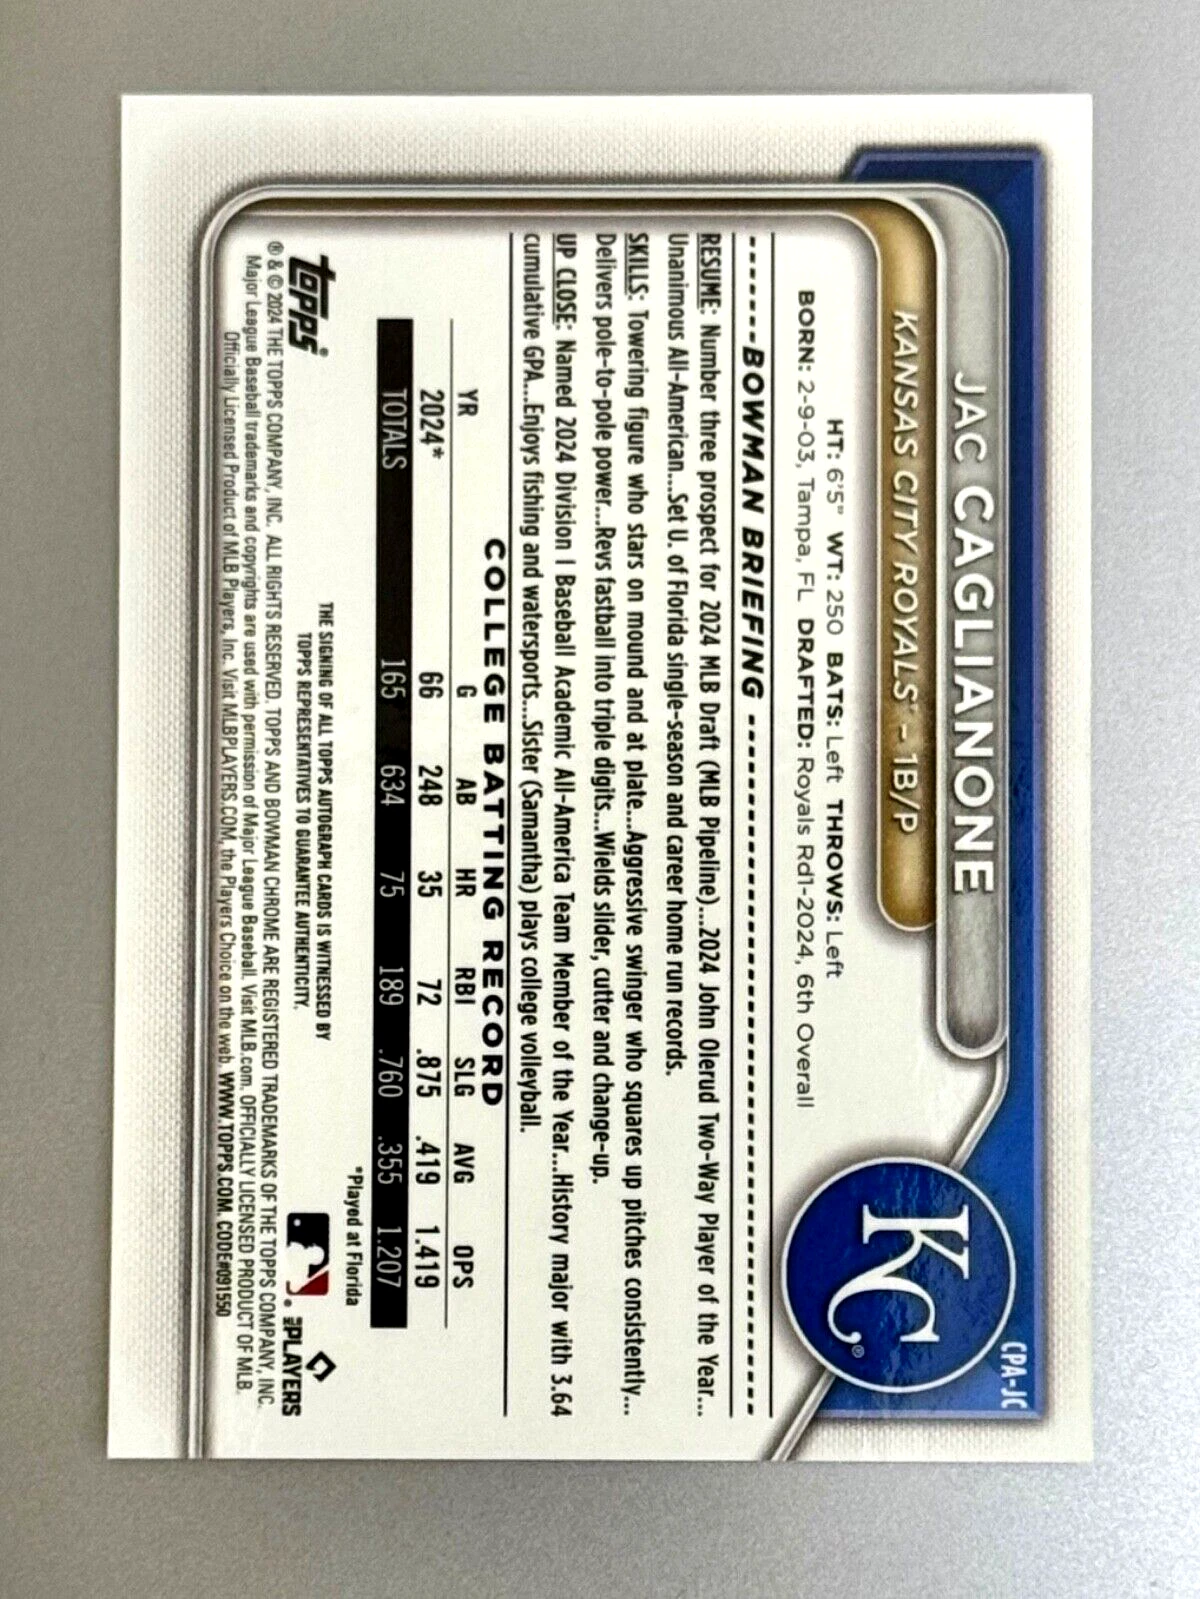 CPA-JC
JAC CAGLIANONE
KANSAS CITY ROYALS® – 1B/P
KC®
HT: 6'5" WT: 250 BATS: Left THROWS: Left
BORN: 2-9-03, Tampa, FL DRAFTED: Royals Rd1-2024, 6th Overall
BOWMAN BRIEFING
RESUME: Number three prospect for 2024 MLB Draft (MLB Pipeline)...2024 John Olerud Two-Way Player of the Year...
Unanimous All-American...Set U. of Florida single-season and career home run records.
SKILLS: Towering figure who stars on mound and at plate...Aggressive swinger who squares up pitches consistently...
Delivers pole-to-pole power...Revs fastball into triple digits...Wields slider, cutter and change-up.
UP CLOSE: Named 2024 Division I Baseball Academic All-America Team Member of the Year...History major with 3.64
cumulative GPA...Enjoys fishing and watersports...Sister (Samantha) plays college volleyball.
COLLEGE BATTING RECORD
YR G AB HR RBI SLG AVG OPS
2024* 66 248 35 72 .875 .419 1.419
TOTALS 165 634 75 189 .760 .355 1.207
*Played at Florida
topps®
THE SIGNING OF ALL TOPPS AUTOGRAPH CARDS IS WITNESSED BY
TOPPS REPRESENTATIVES TO GUARANTEE AUTHENTICITY.
MLB PLAYERS
® & © 2024 THE TOPPS COMPANY, INC. ALL RIGHTS RESERVED. TOPPS AND BOWMAN CHROME ARE REGISTERED TRADEMARKS OF THE TOPPS COMPANY, INC.
Major League Baseball trademarks and copyrights are used with permission of Major League Baseball. Visit MLB.com. OFFICIALLY LICENSED PRODUCT OF MLB.
Officially Licensed Product of MLB Players, Inc. Visit MLBPLAYERS.COM, the Players Choice on the web. WWW.TOPPS.COM. CODE#091550